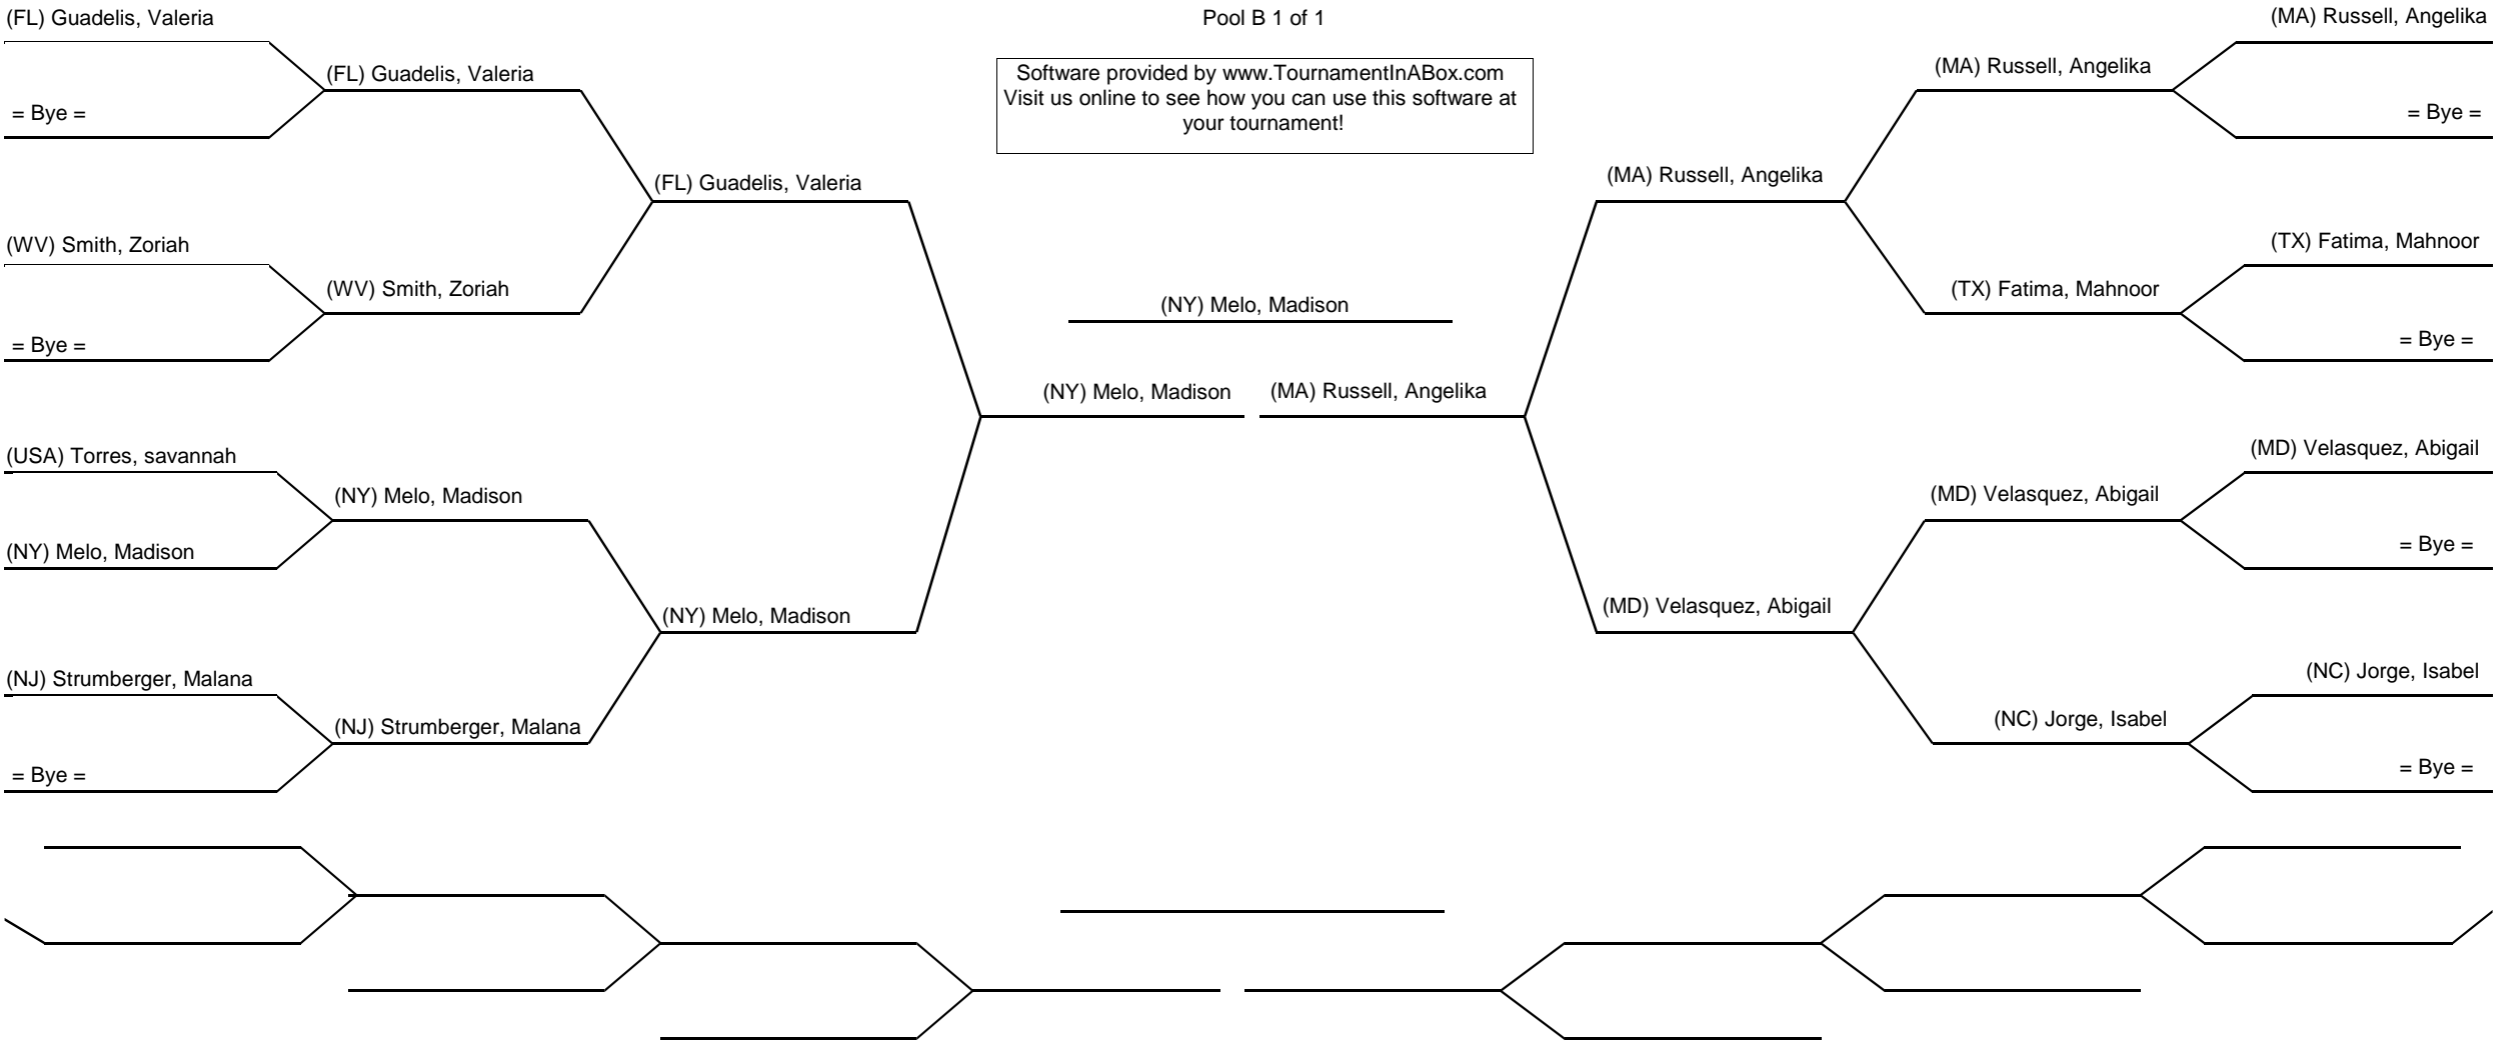 (FL) Guadelis, Valeria
Pool B 1 of 1
(MA) Russell, Angelika
(FL) Guadelis, Valeria
Software provided by www.TournamentInABox.com
Visit us online to see how you can use this software at
your tournament!
(MA) Russell, Angelika
= Bye =
= Bye =
(FL) Guadelis, Valeria
(MA) Russell, Angelika
(WV) Smith, Zoriah
(TX) Fatima, Mahnoor
(WV) Smith, Zoriah
(NY) Melo, Madison
(TX) Fatima, Mahnoor
= Bye =
= Bye =
(NY) Melo, Madison
(MA) Russell, Angelika
(USA) Torres, savannah
(MD) Velasquez, Abigail
(NY) Melo, Madison
(MD) Velasquez, Abigail
(NY) Melo, Madison
= Bye =
(NY) Melo, Madison
(MD) Velasquez, Abigail
(NJ) Strumberger, Malana
(NC) Jorge, Isabel
(NJ) Strumberger, Malana
(NC) Jorge, Isabel
= Bye =
= Bye =